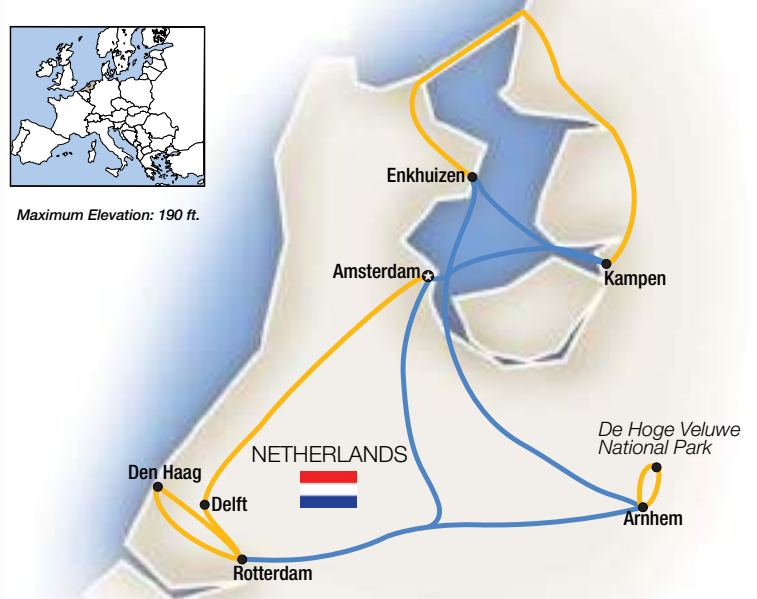 Maximum Elevation: 190 ft.
Enkhuizen
Amsterdam
Kampen
De Hoge Veluwe
National Park
NETHERLANDS
Den Haag
Delft
Arnhem
Rotterdam